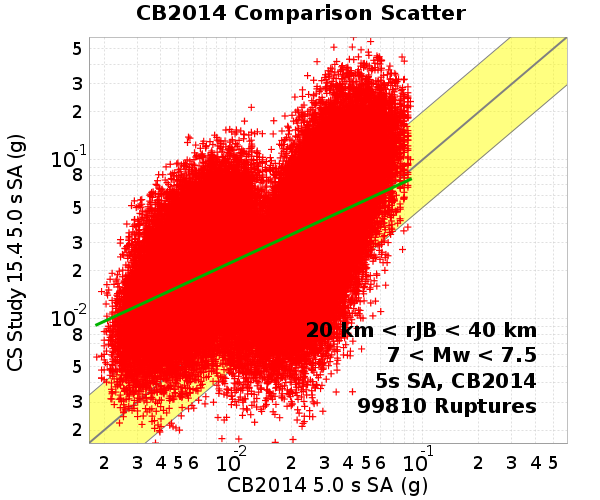 CB2014 Comparison Scatter
CS Study 15.4 5.0 s SA (g)
5
3
2
10-1
8
5
3
2
10-2
8
5
3
2
20 km < rJB < 40 km
7 < Mw < 7.5
5s SA, CB2014
99810 Ruptures
2 3 4 5 6 10-2 2 3 4 5 6 10-1 2 3 4 5
CB2014 5.0 s SA (g)